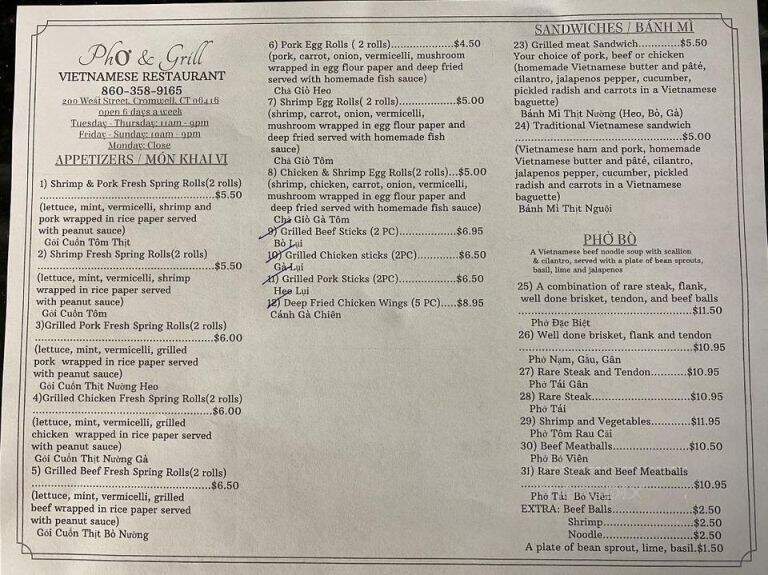 Phở & Grill
VIETNAMESE RESTAURANT
860-358-9165
200 West Street, Cromwell, CT 06416
open 6 days a week
Tuesday - Thursday: 11am - 9pm
Friday - Sunday: 10am - 9pm
Monday: Close
APPETIZERS / MÓN KHAI VỊ
1) Shrimp & Pork Fresh Spring Rolls(2 rolls)
...............................................$5.50
(lettuce, mint, vermicelli, shrimp and
pork wrapped in rice paper served
with peanut sauce)
Gỏi Cuốn Tôm Thịt
2) Shrimp Fresh Spring Rolls(2 rolls)
...............................................$5.50
(lettuce, mint, vermicelli, shrimp
wrapped in rice paper served
with peanut sauce)
Gỏi Cuốn Tôm
3)Grilled Pork Fresh Spring Rolls(2 rolls)
...............................................$6.00
(lettuce, mint, vermicelli, grilled
pork wrapped in rice paper served
with peanut sauce)
Gỏi Cuốn Thịt Nường Heo
4)Grilled Chicken Fresh Spring Rolls(2 rolls)
...............................................$6.00
(lettuce, mint, vermicelli, grilled
chicken wrapped in rice paper served
with peanut sauce)
Gỏi Cuốn Thịt Nường Gà
5) Grilled Beef Fresh Spring Rolls(2 rolls)
...............................................$6.50
(lettuce, mint, vermicelli, grilled
beef wrapped in rice paper served
with peanut sauce)
Gỏi Cuốn Thịt Bò Nường
6) Pork Egg Rolls ( 2 rolls)................$4.50
(pork, carrot, onion, vermicelli, mushroom
wrapped in egg flour paper and deep fried
served with homemade fish sauce)
Chả Giò Heo
7) Shrimp Egg Rolls( 2 rolls)..............$5.00
(shrimp, carrot, onion, vermicelli,
mushroom wrapped in egg flour paper and
deep fried served with homemade fish
sauce)
Chả Giò Tôm
8) Chicken & Shrimp Egg Rolls(2 rolls)...$5.00
(shrimp, chicken, carrot, onion, vermicelli,
mushroom wrapped in egg flour paper and
deep fried served with homemade fish sauce)
Chả Giò Gà Tôm
9) Grilled Beef Sticks (2 PC)..............$6.95
Bò Lụi
10) Grilled Chicken sticks (2PC)...........$6.50
Gà Lụi
11) Grilled Pork Sticks (2PC)..............$6.50
Heo Lụi
12) Deep Fried Chicken Wings (5 PC).....$8.95
Cánh Gà Chiên
SANDWICHES / BÁNH MÌ
23) Grilled meat Sandwich..........$5.50
Your choice of pork, beef or chicken
(homemade Vietnamese butter and pâté,
cilantro, jalapenos pepper, cucumber,
pickled radish and carrots in a Vietnamese
baguette)
Bánh Mì Thịt Nường (Heo, Bò, Gà)
24) Traditional Vietnamese sandwich
...............................................$5.00
(Vietnamese ham and pork, homemade
Vietnamese butter and pâté, cilantro,
jalapenos pepper, cucumber, pickled
radish and carrots in a Vietnamese
baguette)
Bánh Mì Thịt Nguội
PHỞ BÒ
A Vietnamese beef noodle soup with scallion
& cilantro, served with a plate of bean sprouts,
basil, lime and jalapenos
25) A combination of rare steak, flank,
well done brisket, tendon, and beef balls
...............................................$11.50
Phở Đặc Biệt
26) Well done brisket, flank and tendon
...............................................$10.95
Phở Nạm, Gầu, Gân
27) Rare Steak and Tendon..........$10.95
Phở Tái Gân
28) Rare Steak..........................$10.95
Phở Tái
29) Shrimp and Vegetables...........$11.95
Phở Tôm Rau Cải
30) Beef Meatballs....................$10.50
Phở Bò Viên
31) Rare Steak and Beef Meatballs
...............................................$10.95
Phở Tái Bò Viên
EXTRA: Beef Balls....................$2.50
Shrimp....................$2.50
Noodle....................$2.50
A plate of bean sprout, lime, basil.$1.50